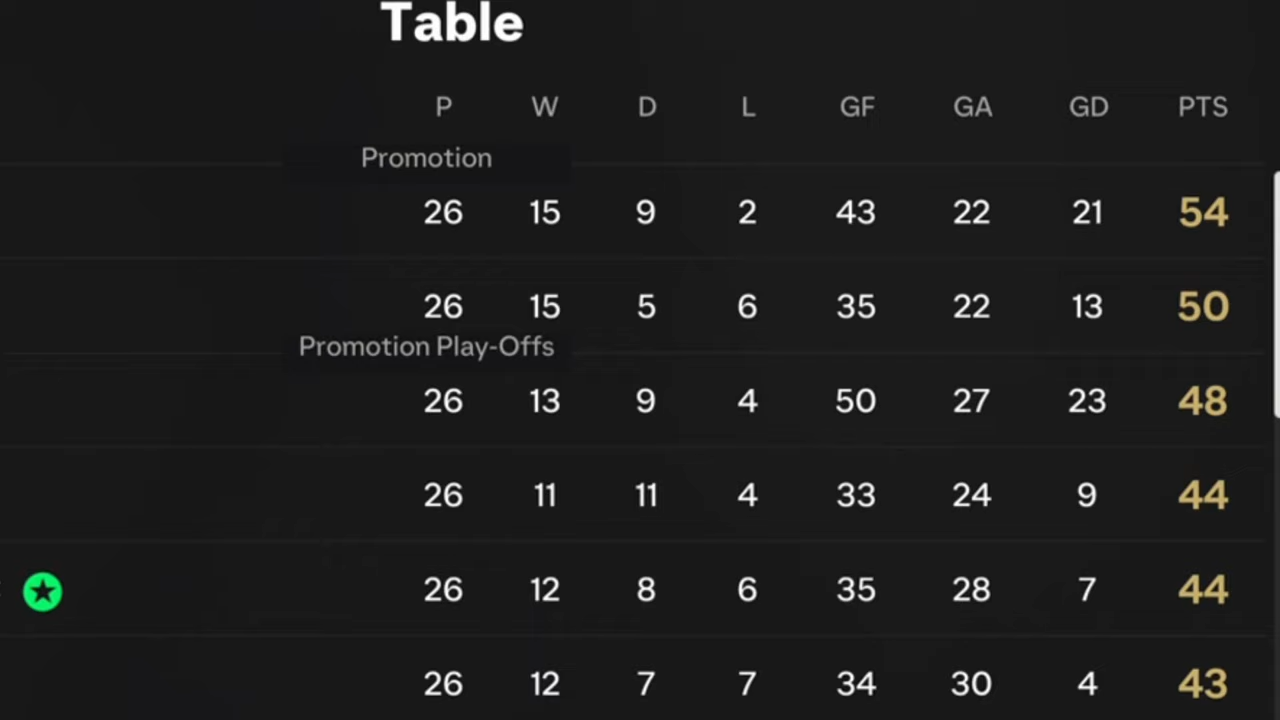 Table
P W D L GF GA GD PTS
Promotion
26 15 9 2 43 22 21 54
26 15 5 6 35 22 13 50
Promotion Play-Offs
26 13 9 4 50 27 23 48
26 11 11 4 33 24 9 44
26 12 8 6 35 28 7 44
26 12 7 7 34 30 4 43